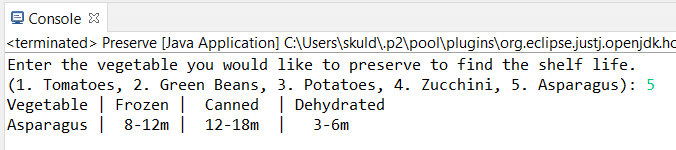 Console
<terminated> Preserve [Java Application] C:\Users\skuld\.p2\pool\plugins\org.eclipse.justj.openjdk.ho
Enter the vegetable you would like to preserve to find the shelf life.
(1. Tomatoes, 2. Green Beans, 3. Potatoes, 4. Zucchini, 5. Asparagus): 5
Vegetable | Frozen |  Canned  | Dehydrated
Asparagus |  8-12m |  12-18m  |   3-6m